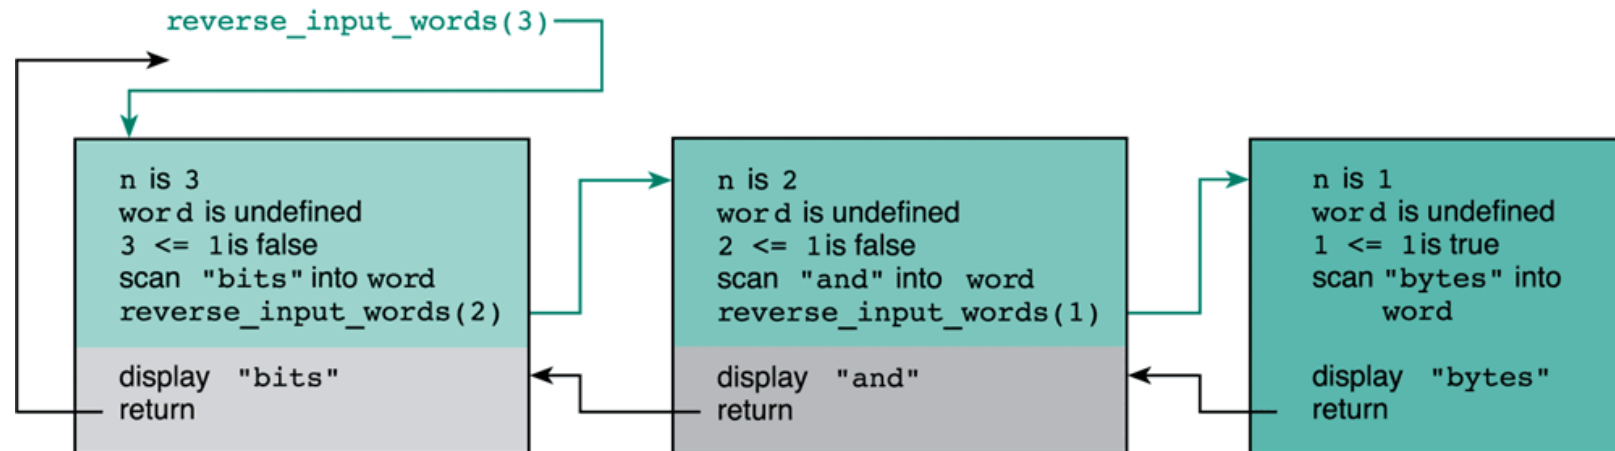 reverse_input_words(3)
n is 3
word is undefined
3 <= 1 is false
scan "bits" into word
reverse_input_words(2)
display "bits"
return
n is 2
word is undefined
2 <= 1 is false
scan "and" into word
reverse_input_words(1)
display "and"
return
n is 1
word is undefined
1 <= 1 is true
scan "bytes" into
word
display "bytes"
return